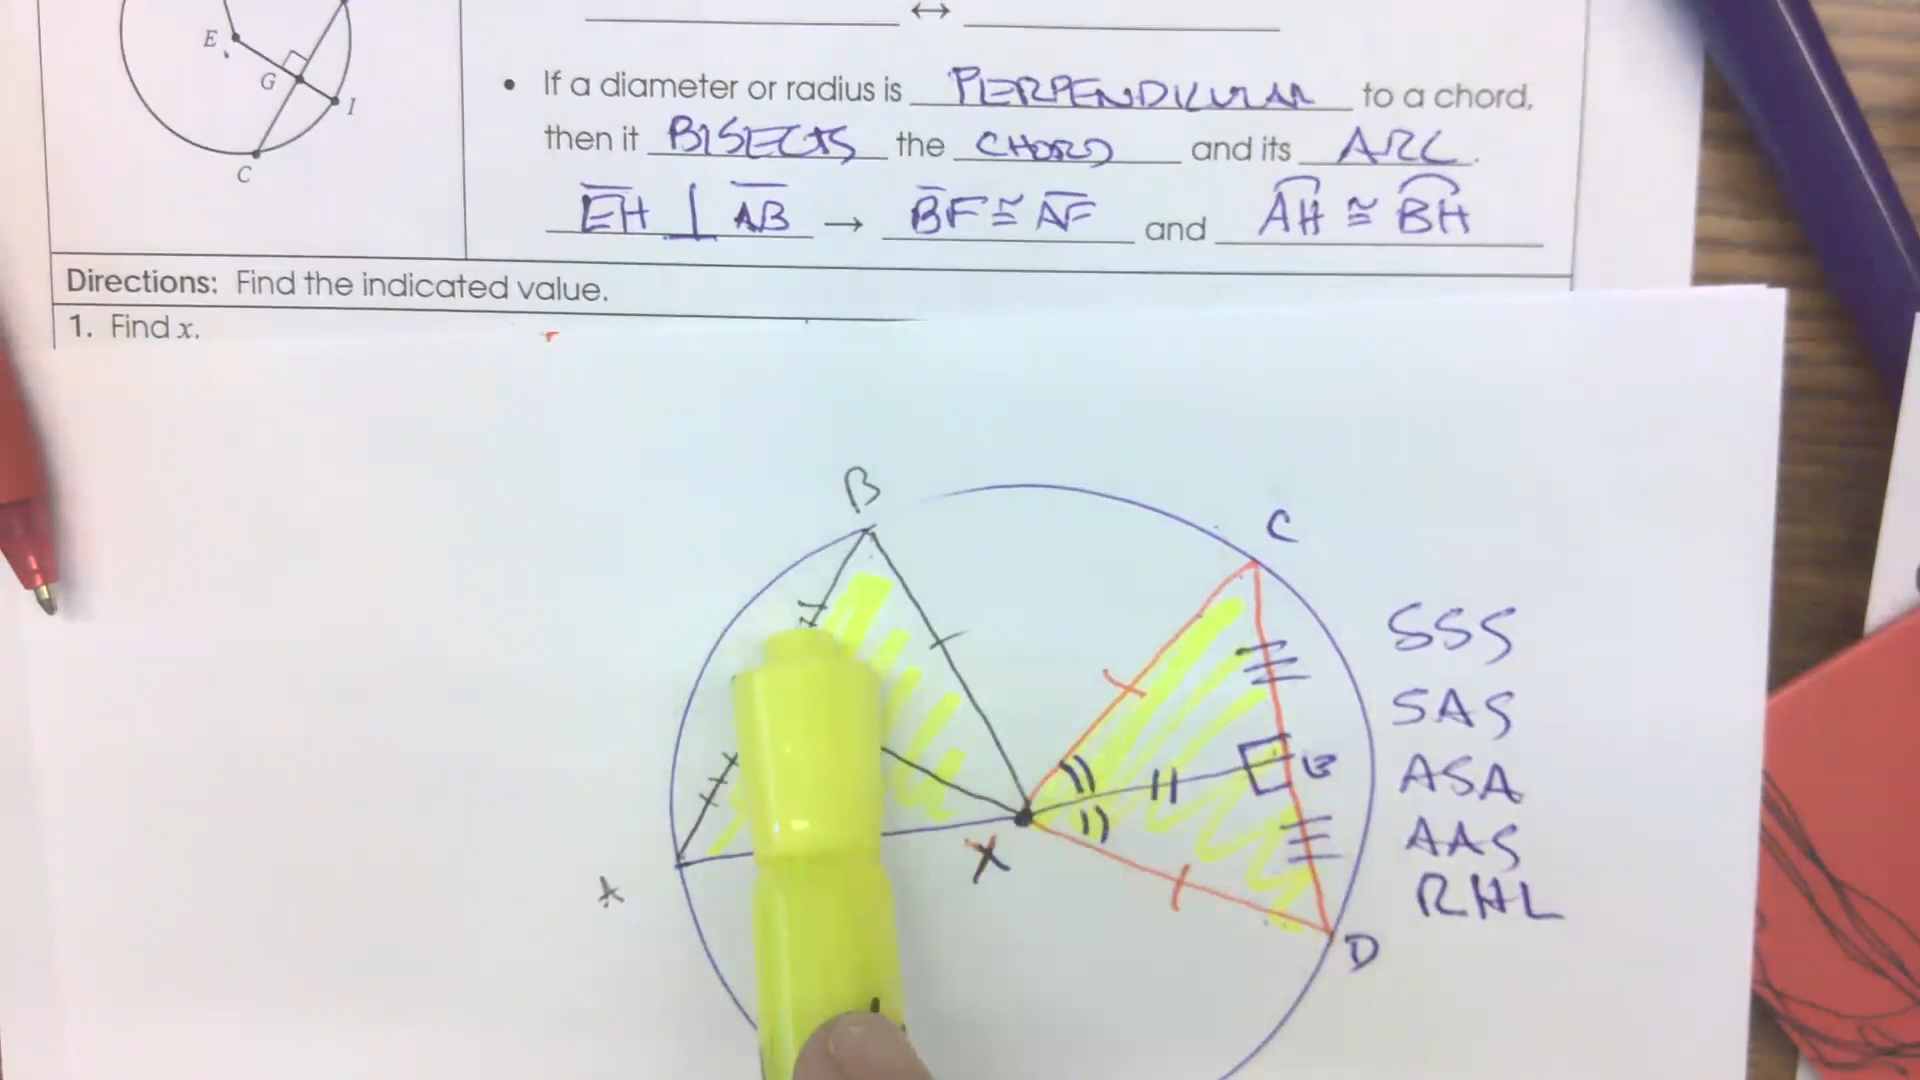 E
G
I
C
↔
• If a diameter or radius is PERPENDICULAR to a chord,
then it BISECTS the CHORD and its ARC.
EH ⊥ AB → BF ≅ AF and AH ≅ BH
Directions: Find the indicated value.
1. Find x.
B
C
SSS
SAS
ASA
AAS
RHL
A
X
D